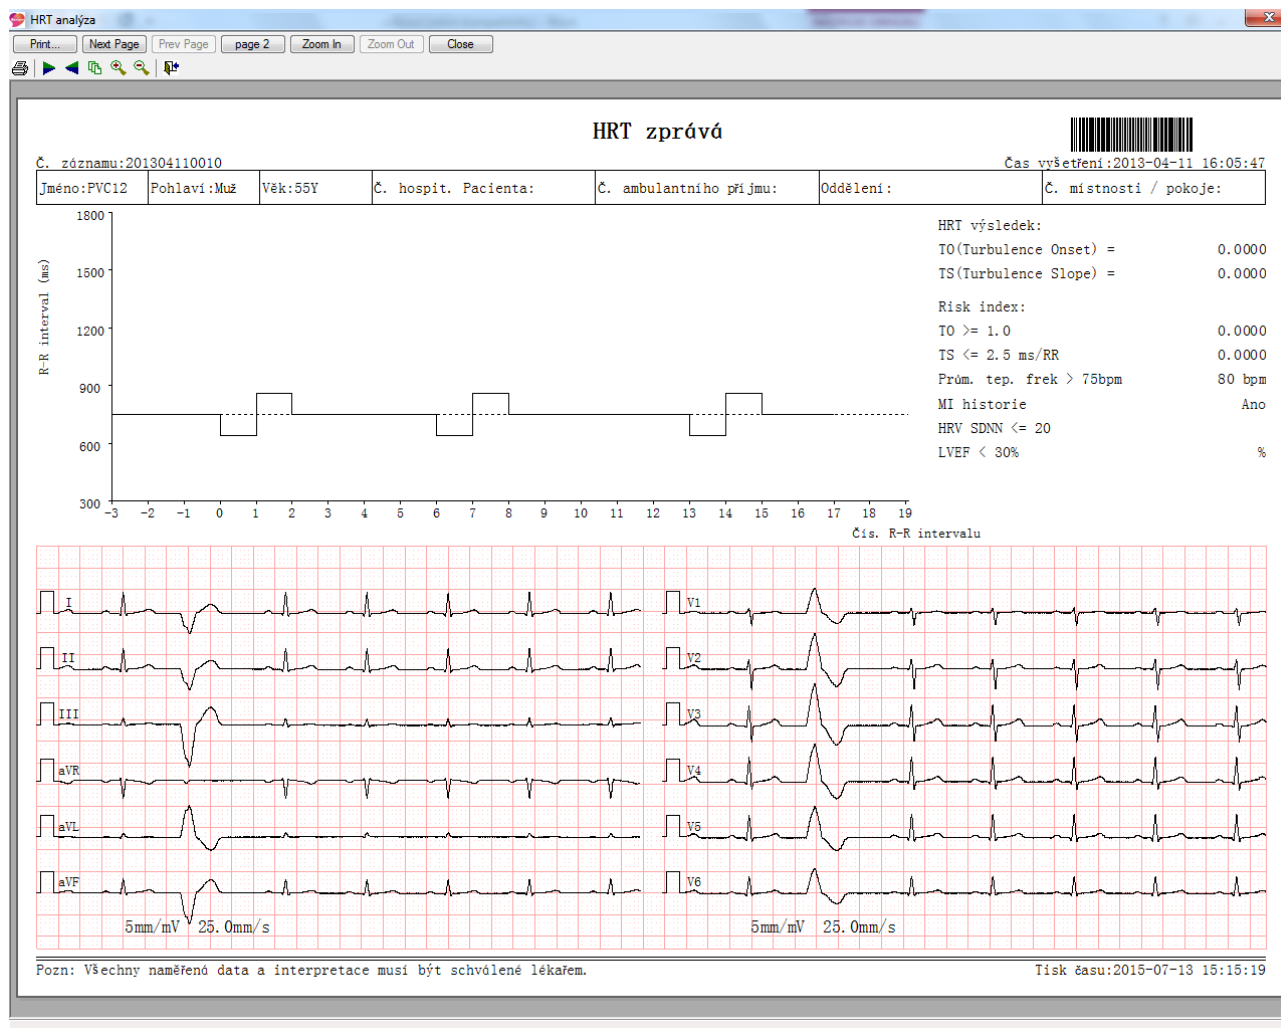 HRT analýza
Print... Next Page Prev Page page 2 Zoom In Zoom Out Close
HRT zprává
Č. záznamu:201304110010 Čas vyšetření:2013-04-11 16:05:47
Jméno:PVC12 Pohlaví:Muž Věk:55Y Č. hospit. Pacienta: Č. ambulantního příjmu: Oddělení: Č. místnosti / pokoje:
HRT výsledek:
TO(Turbulence Onset) = 0.0000
TS(Turbulence Slope) = 0.0000
Risk index:
TO >= 1.0 0.0000
TS <= 2.5 ms/RR 0.0000
Prům. tep. frek > 75bpm 80 bpm
MI historie Ano
HRV SDNN <= 20
LVEF < 30% %
R-R interval (ms)
1800
1500
1200
900
600
300
-3 -2 -1 0 1 2 3 4 5 6 7 8 9 10 11 12 13 14 15 16 17 18 19
Čís. R-R intervalu
I V1
II V2
III V3
aVR V4
aVL V5
aVF V6
5mm/mV 25.0mm/s 5mm/mV 25.0mm/s
Pozn: Všechny naměřená data a interpretace musí být schválené lékařem. Tisk času:2015-07-13 15:15:19